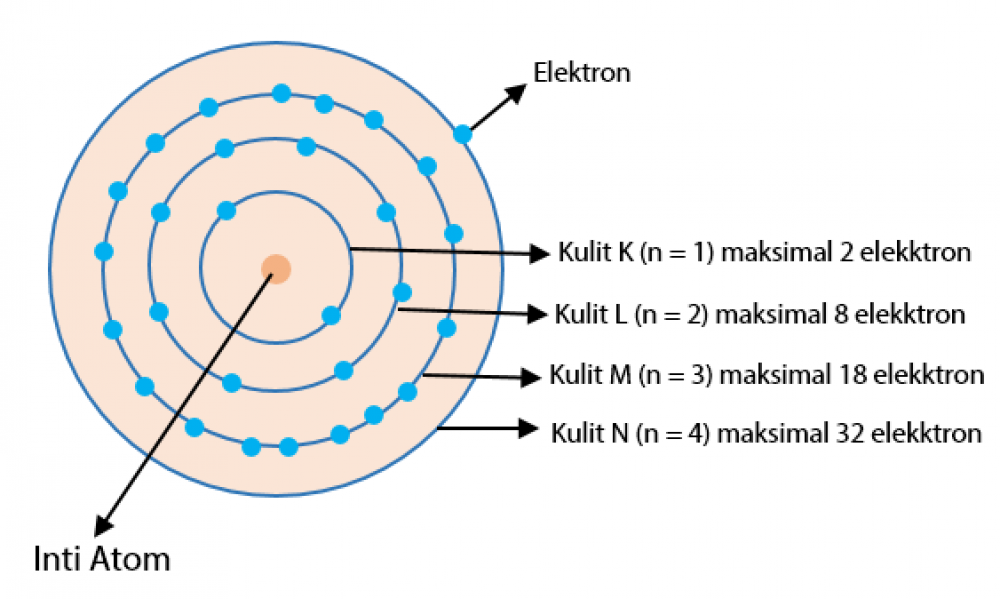 Elektron
Kulit K (n = 1) maksimal 2 elekktron
Kulit L (n = 2) maksimal 8 elekktron
Kulit M (n = 3) maksimal 18 elekktron
Kulit N (n = 4) maksimal 32 elekktron
Inti Atom